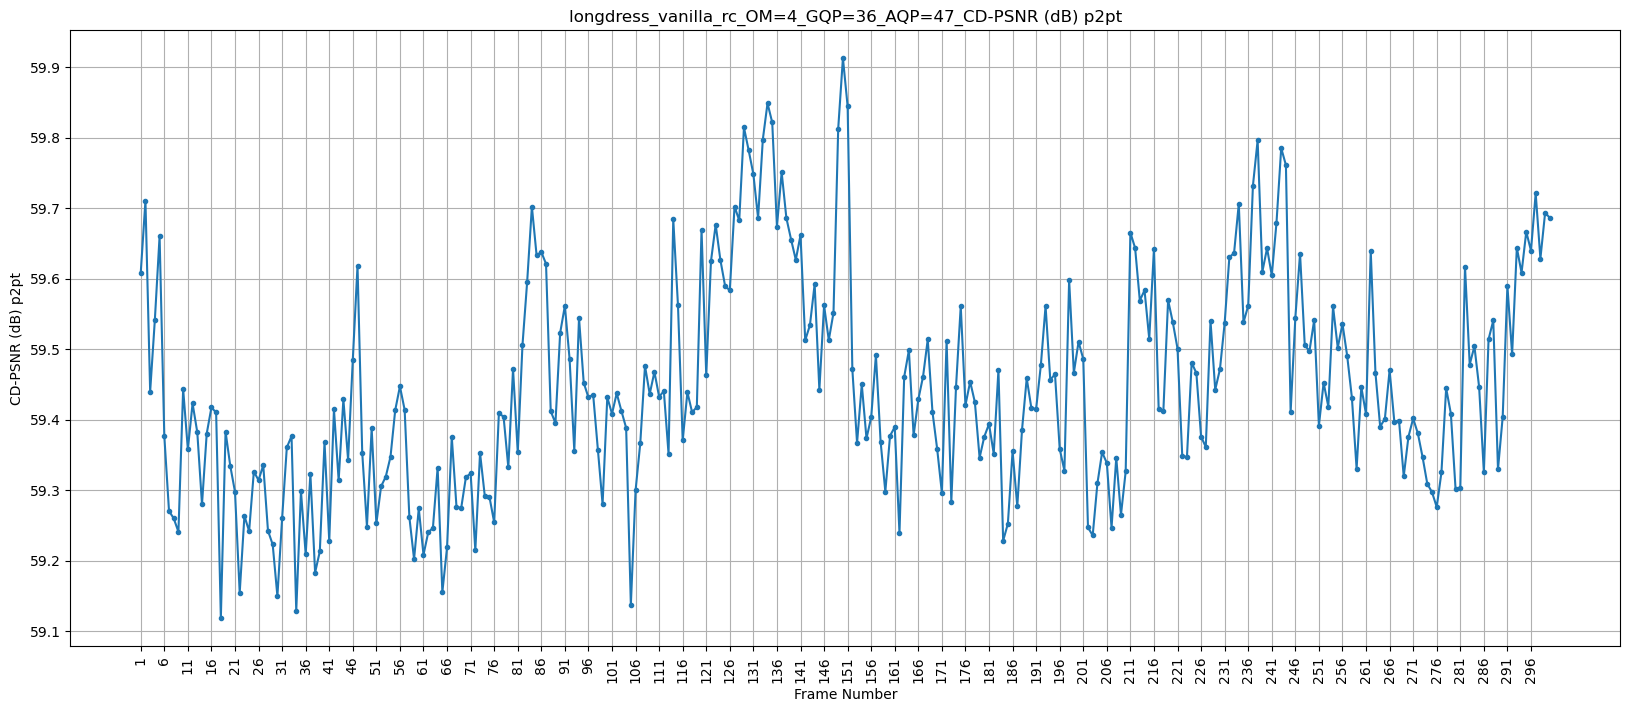 longdress_vanilla_rc_OM=4_GQP=36_AQP=47_CD-PSNR (dB) p2pt
CD-PSNR (dB) p2pt
59.9
59.8
59.7
59.6
59.5
59.4
59.3
59.2
59.1
1 6 11 16 21 26 31 36 41 46 51 56 61 66 71 76 81 86 91 96 101 106 111 116 121 126 131 136 141 146 151 156 161 166 171 176 181 186 191 196 201 206 211 216 221 226 231 236 241 246 251 256 261 266 271 276 281 286 291 296
Frame Number